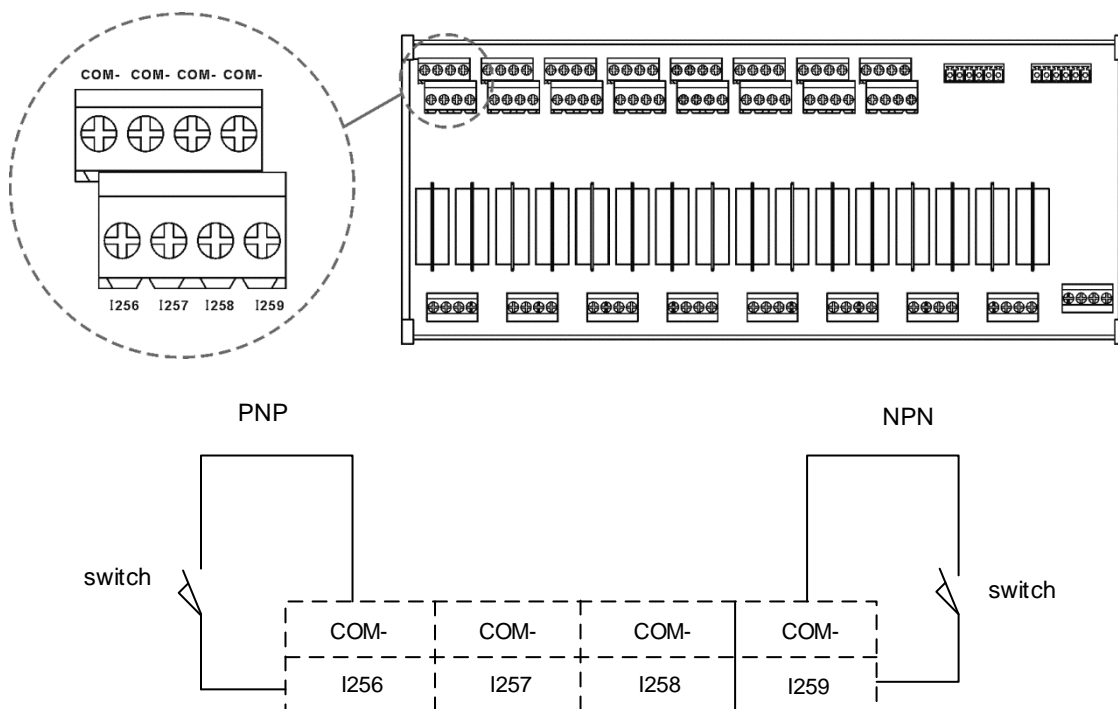 COM- COM- COM- COM-
I256 I257 I258 I259
PNP
NPN
switch
switch
COM- COM- COM- COM-
I256 I257 I258 I259